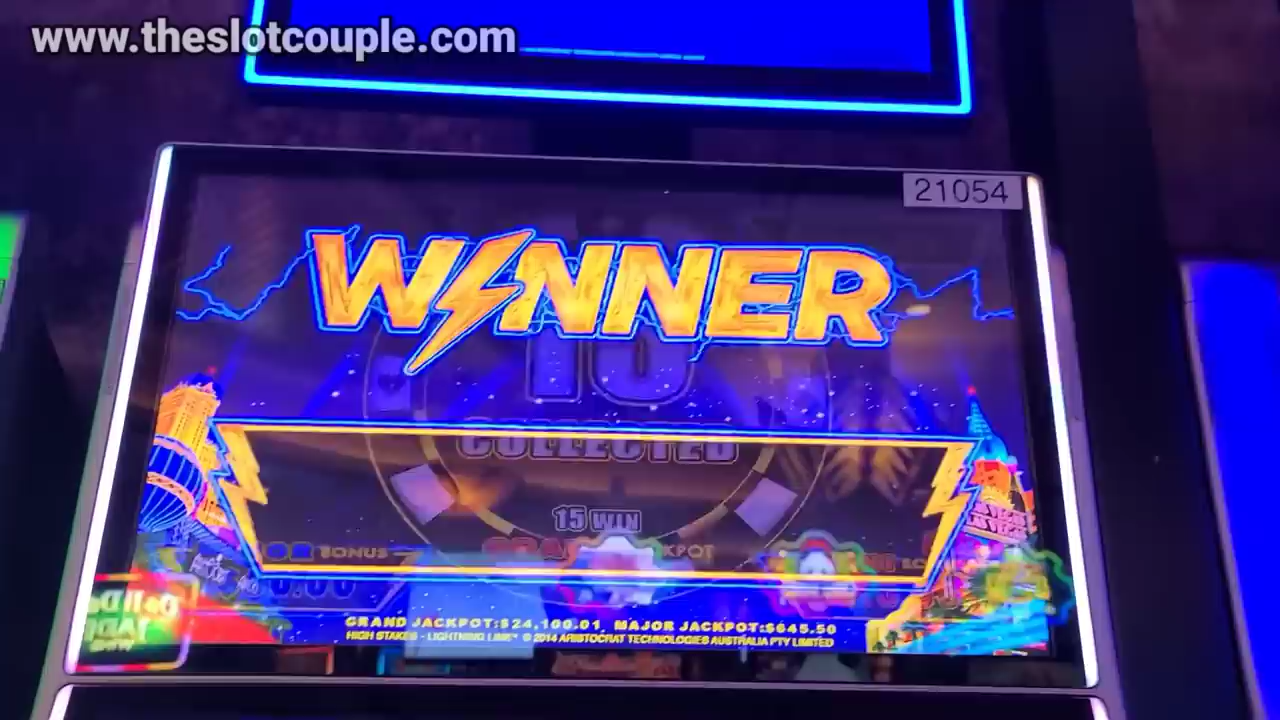 www.theslotcouple.com
21054
WINNER
COLLECTED
15 WIN
BONUS
GRAND JACKPOT:$24,100.01 MAJOR JACKPOT:$645.50
HIGH STAKES - LIGHTNING LINK™ © 2014 ARISTOCRAT TECHNOLOGIES AUSTRALIA PTY LIMITED